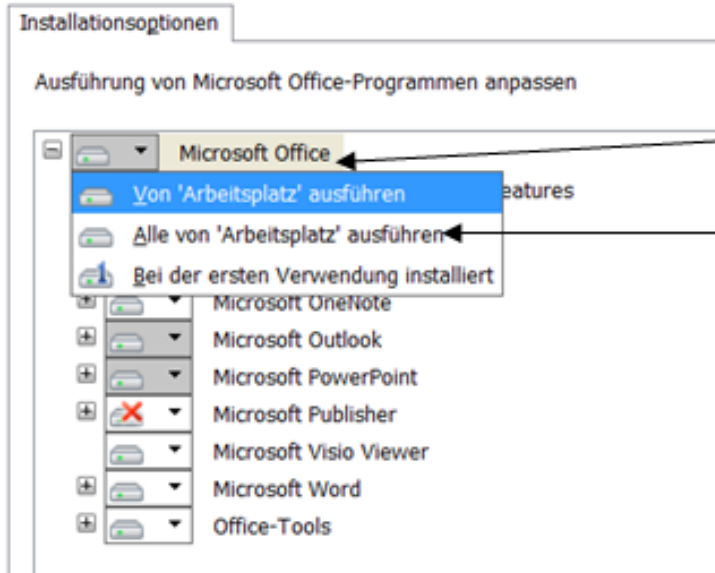 Installationsoptionen
Ausführung von Microsoft Office-Programmen anpassen
Microsoft Office
Von 'Arbeitsplatz' ausführen
eatures
Alle von 'Arbeitsplatz' ausführen
Bei der ersten Verwendung installiert
Microsoft OneNote
Microsoft Outlook
Microsoft PowerPoint
Microsoft Publisher
Microsoft Visio Viewer
Microsoft Word
Office-Tools